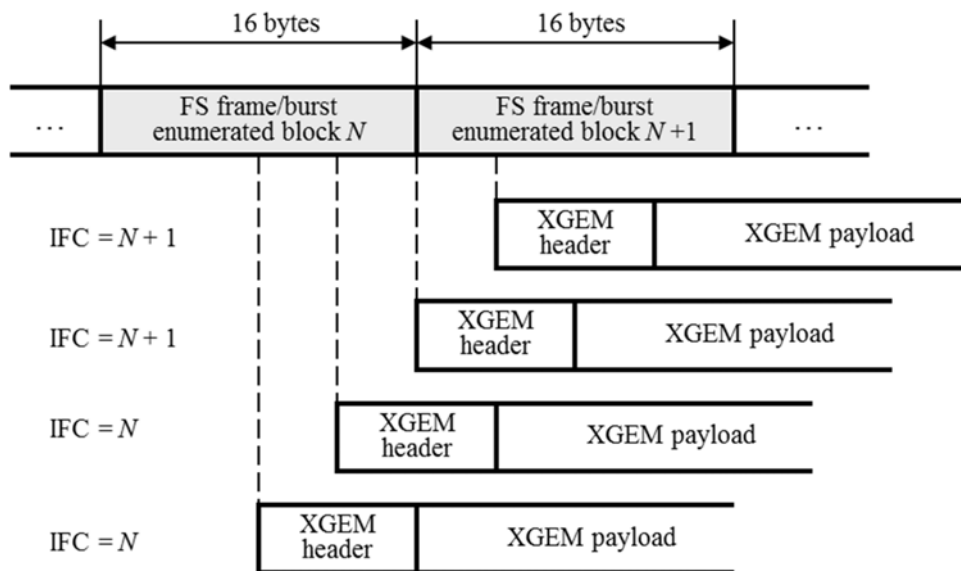 16 bytes 16 bytes
… FS frame/burst FS frame/burst …
enumerated block N enumerated block N +1
IFC = N + 1 XGEM XGEM payload
header
IFC = N + 1 XGEM XGEM payload
header
IFC = N XGEM XGEM payload
header
IFC = N XGEM XGEM payload
header